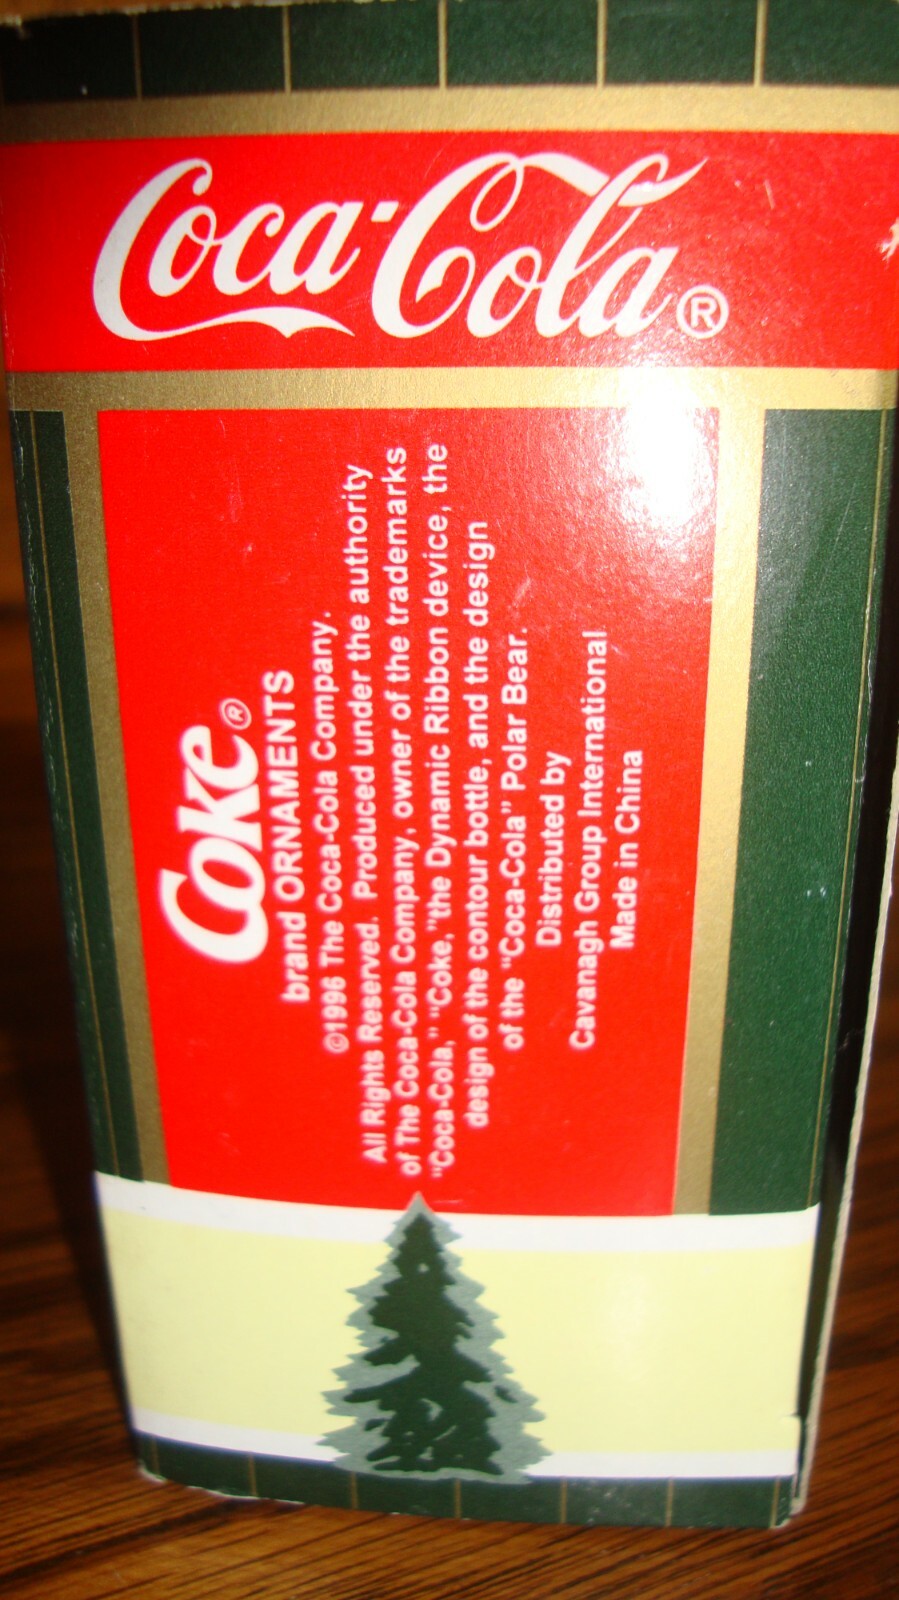 Coca-Cola®
Coke®
brand ORNAMENTS
©1996 The Coca-Cola Company.
All Rights Reserved. Produced under the authority
of The Coca-Cola Company, owner of the trademarks
"Coca-Cola," "Coke," the Dynamic Ribbon device, the
design of the contour bottle, and the design
of the "Coca-Cola" Polar Bear.
Distributed by
Cavanagh Group International
Made in China